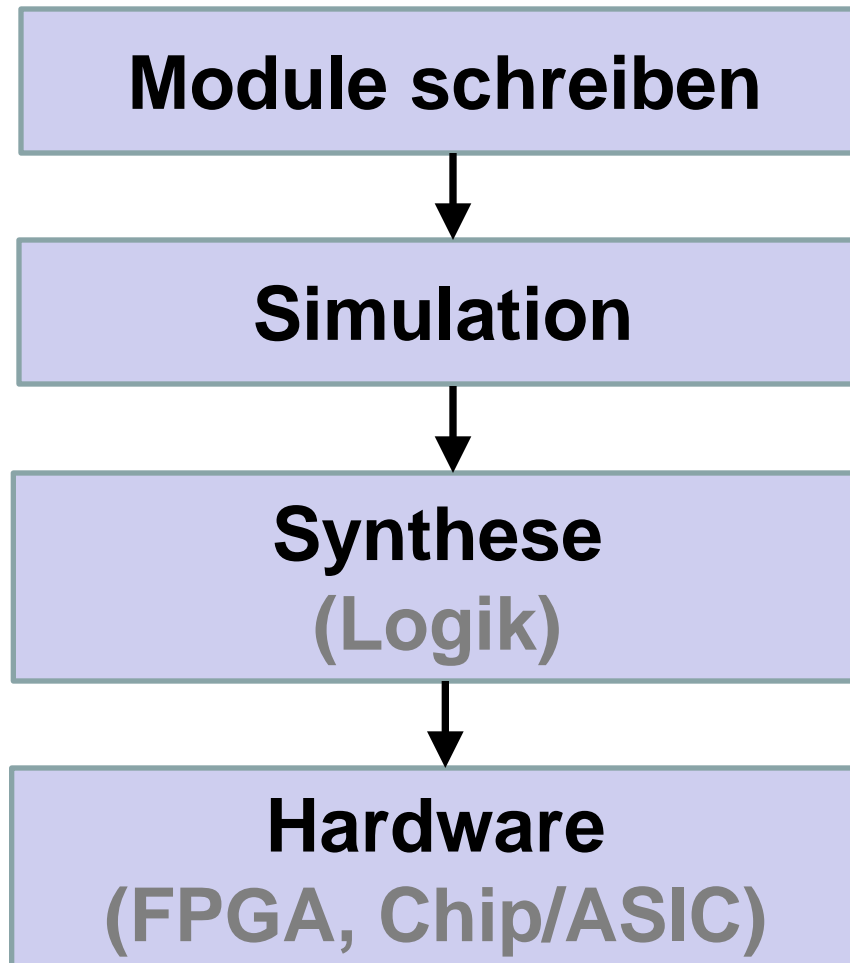 Module schreiben
Simulation
Synthese
(Logik)
Hardware
(FPGA, Chip/ASIC)